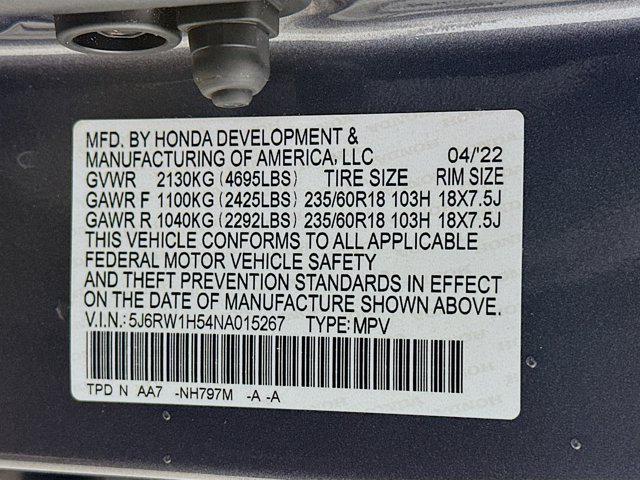 MFD. BY HONDA DEVELOPMENT &
MANUFACTURING OF AMERICA, LLC 04/'22
GVWR 2130KG (4695LBS) TIRE SIZE RIM SIZE
GAWR F 1100KG (2425LBS) 235/60R18 103H 18X7.5J
GAWR R 1040KG (2292LBS) 235/60R18 103H 18X7.5J
THIS VEHICLE CONFORMS TO ALL APPLICABLE
FEDERAL MOTOR VEHICLE SAFETY
AND THEFT PREVENTION STANDARDS IN EFFECT
ON THE DATE OF MANUFACTURE SHOWN ABOVE.
V.I.N.: 5J6RW1H54NA015267 TYPE: MPV
TPD N AA7 -NH797M -A -A